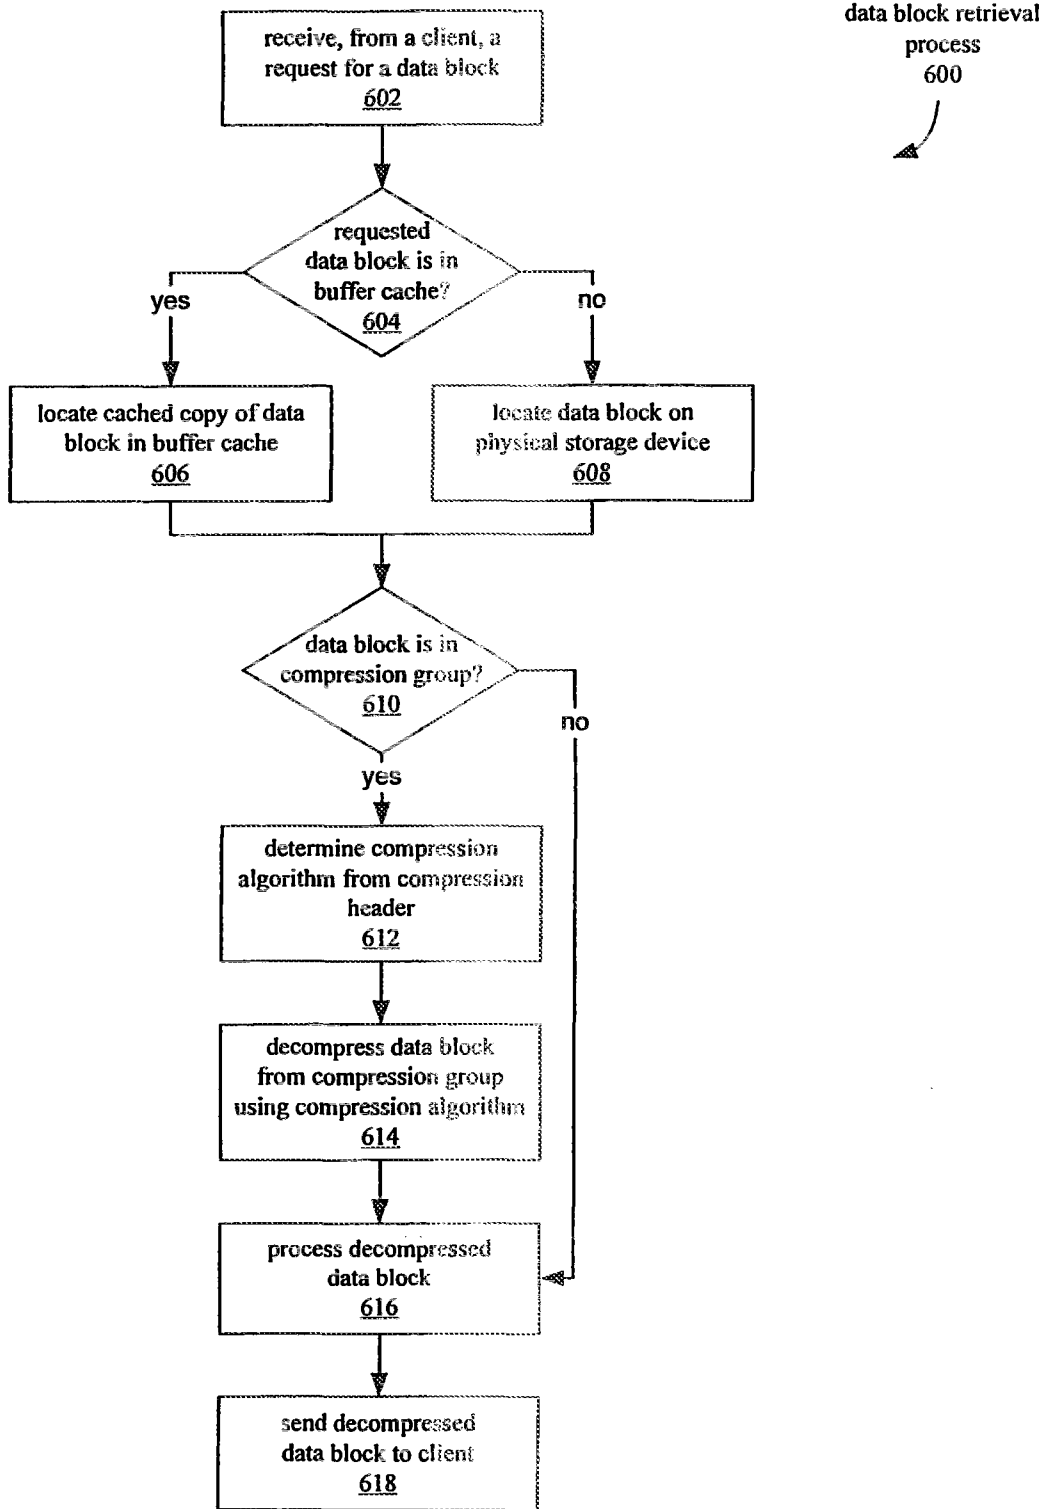 data block retrieval
process
600
receive, from a client, a
request for a data block
602
requested
data block is in
buffer cache?
604
yes
no
locate cached copy of data
block in buffer cache
606
locate data block on
physical storage device
608
data block is in
compression group?
610
no
yes
determine compression
algorithm from compression
header
612
decompress data block
from compression group
using compression algorithm
614
process decompressed
data block
616
send decompressed
data block to client
618